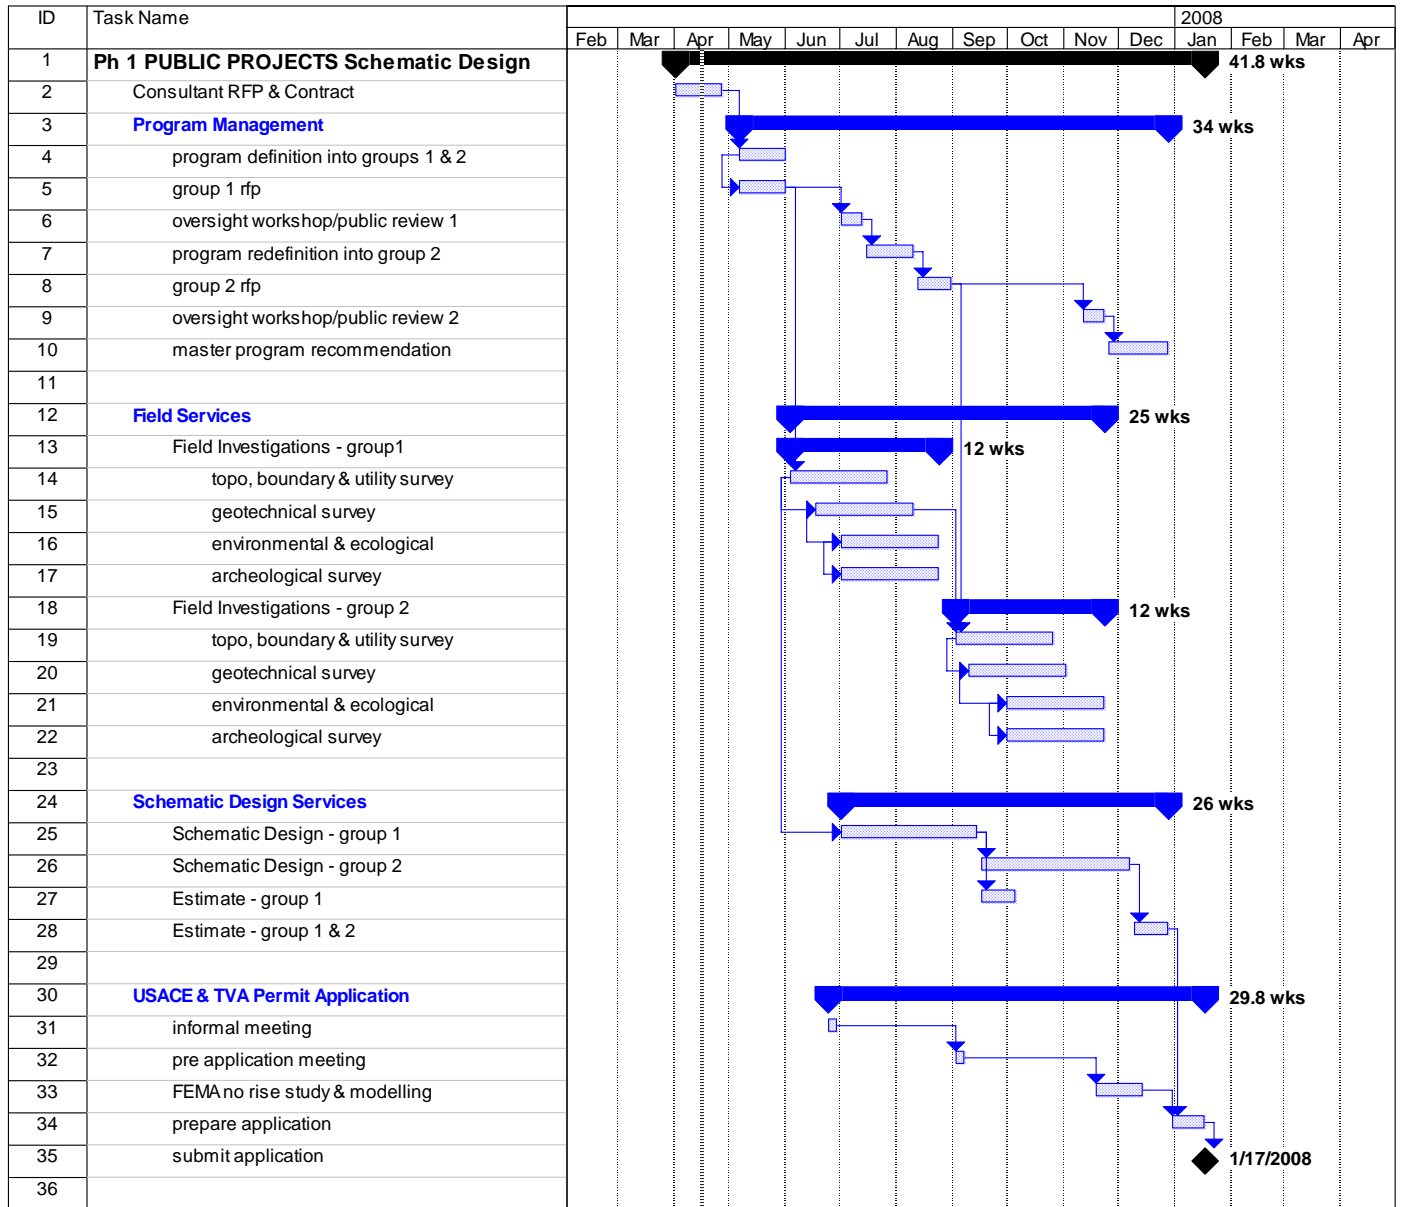 ID Task Name 2008
Feb Mar Apr May Jun Jul Aug Sep Oct Nov Dec Jan Feb Mar Apr
1 Ph 1 PUBLIC PROJECTS Schematic Design 41.8 wks
2 Consultant RFP & Contract
3 Program Management 34 wks
4 program definition into groups 1 & 2
5 group 1 rfp
6 oversight workshop/public review 1
7 program redefinition into group 2
8 group 2 rfp
9 oversight workshop/public review 2
10 master program recommendation
11
12 Field Services 25 wks
13 Field Investigations - group1 12 wks
14 topo, boundary & utility survey
15 geotechnical survey
16 environmental & ecological
17 archeological survey
18 Field Investigations - group 2 12 wks
19 topo, boundary & utility survey
20 geotechnical survey
21 environmental & ecological
22 archeological survey
23
24 Schematic Design Services 26 wks
25 Schematic Design - group 1
26 Schematic Design - group 2
27 Estimate - group 1
28 Estimate - group 1 & 2
29
30 USACE & TVA Permit Application 29.8 wks
31 informal meeting
32 pre application meeting
33 FEMA no rise study & modelling
34 prepare application
35 submit application 1/17/2008
36